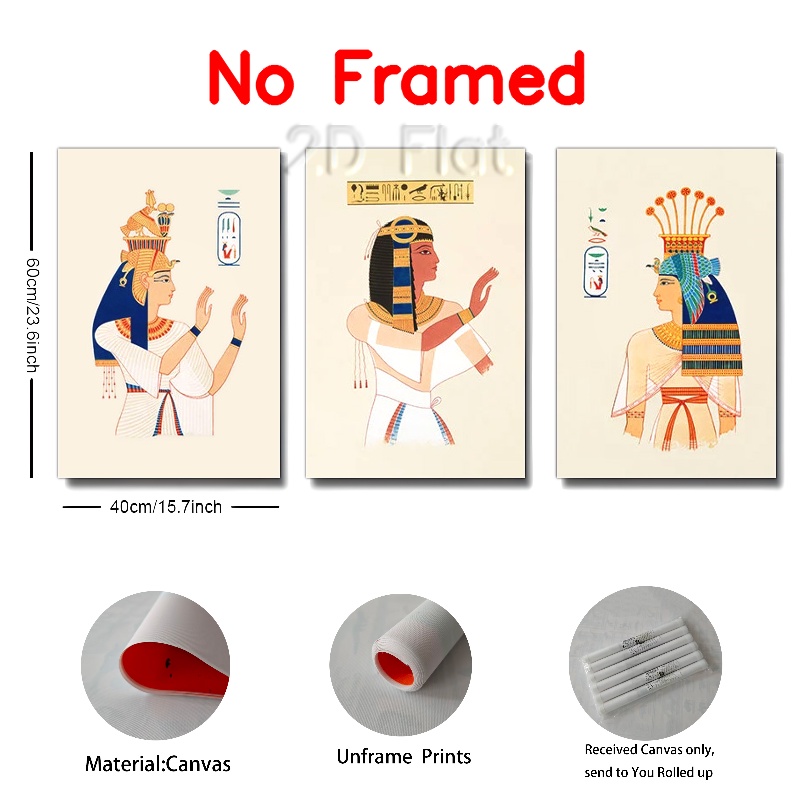 No Framed
2D Flat
60cm/23.6inch
40cm/15.7inch
Material:Canvas
Unframe Prints
Received Canvas only,
send to You Rolled up